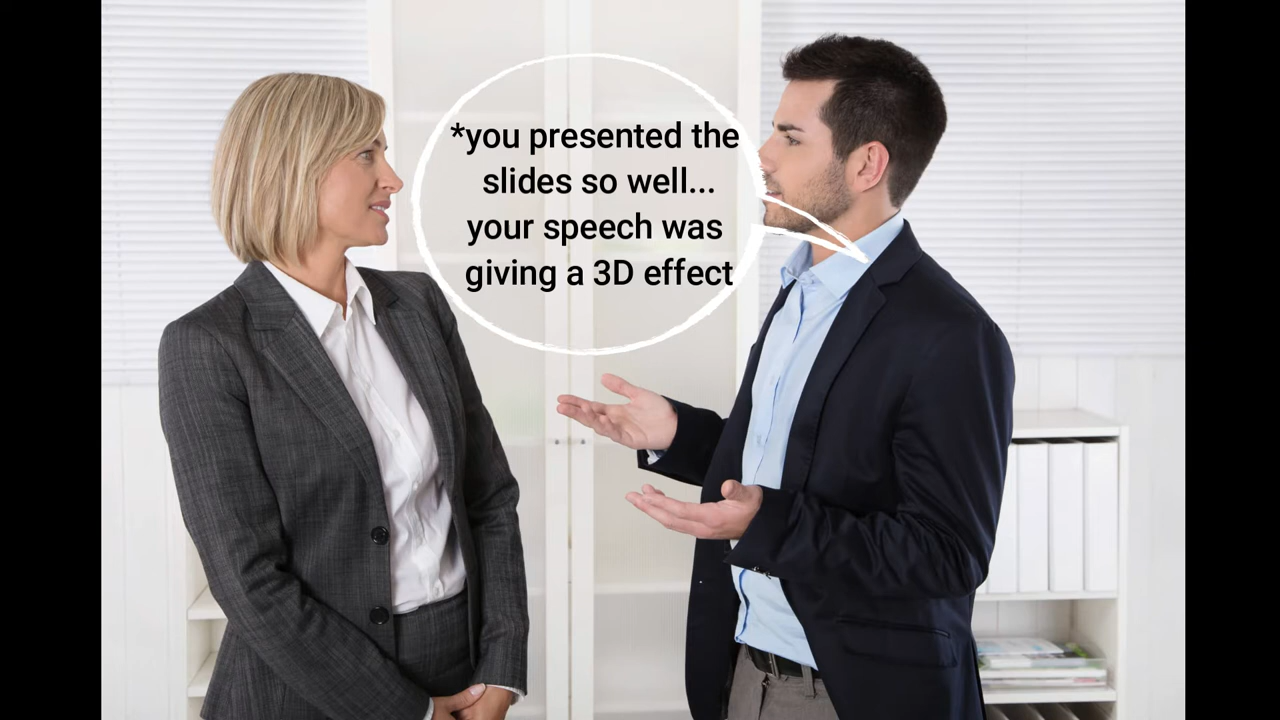 *you presented the
slides so well...
your speech was
giving a 3D effect